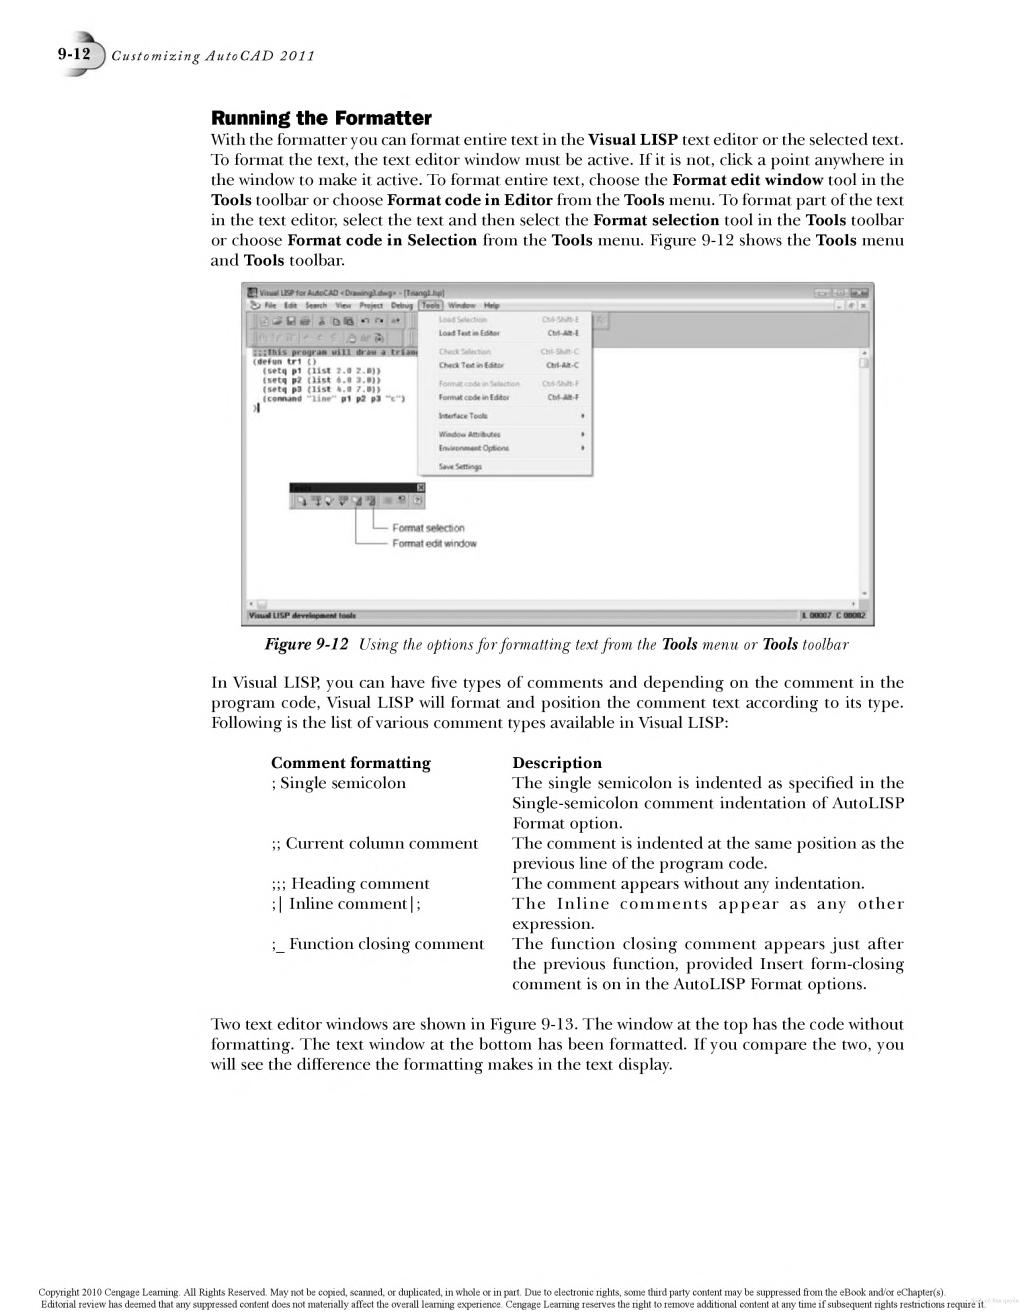 9-12 Customizing AutoCAD 2011
Running the Formatter
With the formatter you can format entire text in the Visual LISP text editor or the selected text.
To format the text, the text editor window must be active. If it is not, click a point anywhere in
the window to make it active. To format entire text, choose the Format edit window tool in the
Tools toolbar or choose Format code in Editor from the Tools menu. To format part of the text
in the text editor, select the text and then select the Format selection tool in the Tools toolbar
or choose Format code in Selection from the Tools menu. Figure 9-12 shows the Tools menu
and Tools toolbar.
Visual LISP for AutoCAD <Drawing3.dwg> - [Triang1.lsp]
File Edit Search View Project Debug Tools Window Help
Load Selection Ctrl-Shift-E
Load Text in Editor Ctrl-Alt-E
Check Selection Ctrl-Shift-C
Check Text in Editor Ctrl-Alt-C
Format code in Selection Ctrl-Shift-F
Format code in Editor Ctrl-Alt-F
Interface Tools
Window Attributes
Environment Options
Save Settings
;;;This program will draw a trian
(defun tr1 ()
(setq p1 (list 2.0 2.0))
(setq p2 (list 6.0 3.0))
(setq p3 (list 4.0 7.0))
(command "line" p1 p2 p3 "c")
)
Tools
Format selection
Format edit window
Visual LISP development tools L 00007 C 00002
Figure 9-12 Using the options for formatting text from the Tools menu or Tools toolbar
In Visual LISP, you can have five types of comments and depending on the comment in the
program code, Visual LISP will format and position the comment text according to its type.
Following is the list of various comment types available in Visual LISP:
Comment formatting Description
; Single semicolon The single semicolon is indented as specified in the
Single-semicolon comment indentation of AutoLISP
Format option.
;; Current column comment The comment is indented at the same position as the
previous line of the program code.
;;; Heading comment The comment appears without any indentation.
;| Inline comment|; The Inline comments appear as any other
expression.
;_ Function closing comment The function closing comment appears just after
the previous function, provided Insert form-closing
comment is on in the AutoLISP Format options.
Two text editor windows are shown in Figure 9-13. The window at the top has the code without
formatting. The text window at the bottom has been formatted. If you compare the two, you
will see the difference the formatting makes in the text display.
Copyright 2010 Cengage Learning. All Rights Reserved. May not be copied, scanned, or duplicated, in whole or in part. Due to electronic rights, some third party content may be suppressed from the eBook and/or eChapter(s).
Editorial review has deemed that any suppressed content does not materially affect the overall learning experience. Cengage Learning reserves the right to remove additional content at any time if subsequent rights restrictions require it.